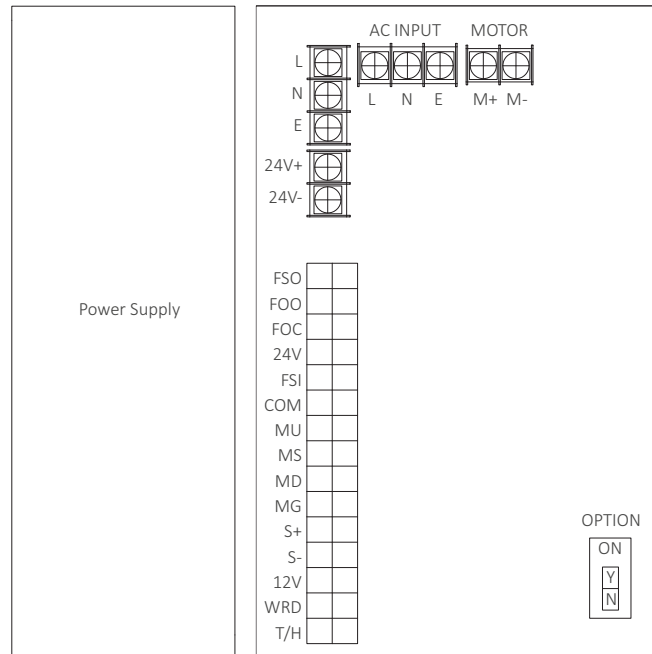 AC INPUT MOTOR
L
N
E
L N E M+ M-
24V+
24V-
Power Supply
FSO
FOO
FOC
24V
FSI
COM
MU
MS
MD
MG
S+
S-
12V
WRD
T/H
OPTION
ON
Y
N